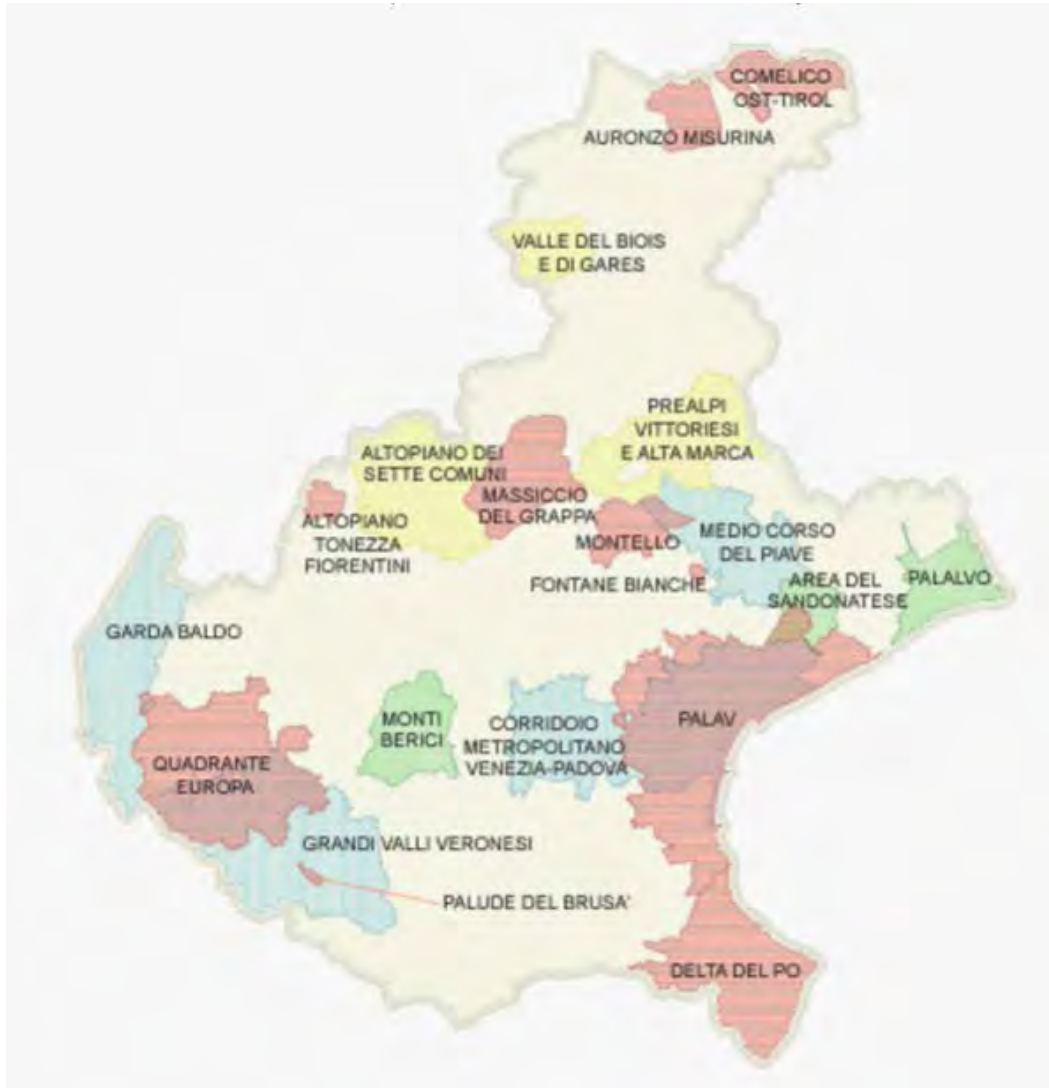 COMELICO
OST-TIROL
AURONZO MISURINA
VALLE DEL BIOIS
E DI GARES
PREALPI
VITTORIESI
E ALTA MARCA
ALTOPIANO DEI
SETTE COMUNI
MASSICCIO
DEL GRAPPA
ALTOPIANO
TONEZZA
FIORENTINI
MONTELLO
MEDIO CORSO
DEL PIAVE
FONTANE BIANCHE
AREA DEL
SANDONATESE
PALALVO
GARDA BALDO
MONTI
BERICI
CORRIDOIO
METROPOLITANO
VENEZIA-PADOVA
PALAV
QUADRANTE
EUROPA
GRANDI VALLI VERONESI
PALUDE DEL BRUSA'
DELTA DEL PO